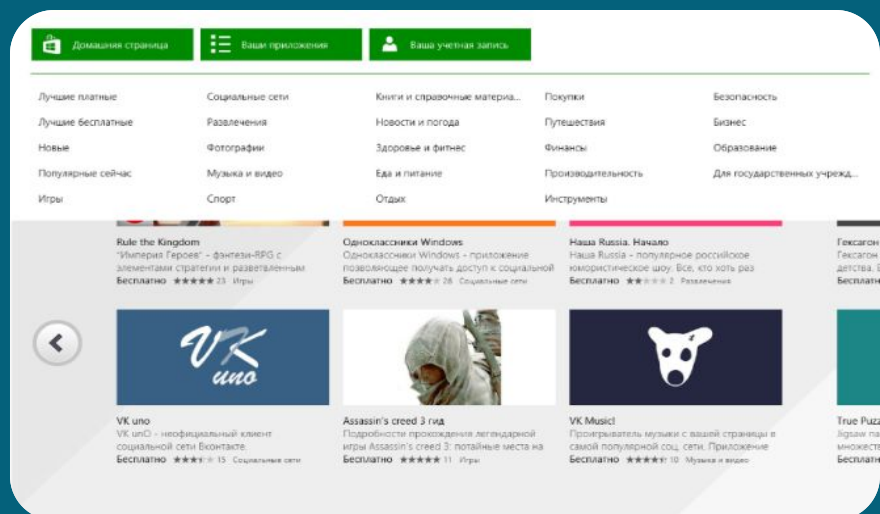 Домашняя страница
Ваши приложения
Ваша учетная запись
Лучшие платные
Социальные сети
Книги и справочные материа...
Покупки
Безопасность
Лучшие бесплатные
Развлечения
Новости и погода
Путешествия
Бизнес
Новые
Фотографии
Здоровье и фитнес
Финансы
Образование
Популярные сейчас
Музыка и видео
Еда и питание
Производительность
Для государственных учрежд...
Игры
Спорт
Отдых
Инструменты
Rule the Kingdom
"Империя Героев" - фэнтези-RPG с
элементами стратегии и разветвленным
Бесплатно 23 Игры
Одноклассники Windows
Одноклассники Windows - приложение
позволяющее получать доступ к социальной
Бесплатно 28 Социальные сети
Наша Russia. Начало
Наша Russia - популярное российское
юмористическое шоу. Все, кто хоть раз
Бесплатно 2 Развлечения
Гексагон
Гексагон
детства.
Бесплатн
VK
uno
VK uno
VK unO - неофициальный клиент
социальной сети Вконтакте.
Бесплатно 15 Социальные сети
Assassin's creed 3 гид
Подробности прохождения легендарной
игры Assassin's creed 3: потайные места на
Бесплатно 11 Игры
VK Music!
Проигрыватель музыки с вашей страницы в
самой популярной соц. сети. Приложение
Бесплатно 10 Музыка и видео
True Puzz
Jigsaw па
множеств
Бесплатн